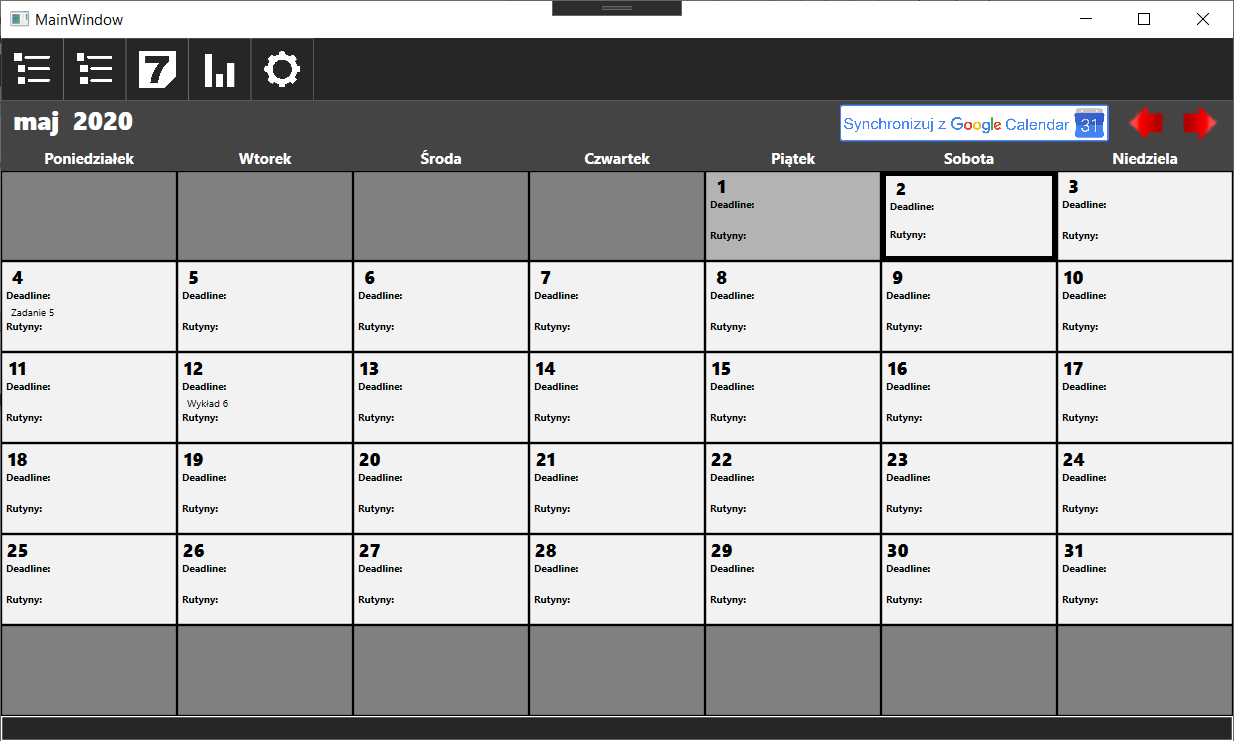 MainWindow
7
maj 2020
Synchronizuj z Google Calendar 31
Poniedziałek Wtorek Środa Czwartek Piątek Sobota Niedziela
1 2 3
Deadline: Deadline: Deadline:
Rutyny: Rutyny: Rutyny:
4 5 6 7 8 9 10
Deadline: Deadline: Deadline: Deadline: Deadline: Deadline: Deadline:
Zadanie 5
Rutyny: Rutyny: Rutyny: Rutyny: Rutyny: Rutyny: Rutyny:
11 12 13 14 15 16 17
Deadline: Deadline: Deadline: Deadline: Deadline: Deadline: Deadline:
Wykład 6
Rutyny: Rutyny: Rutyny: Rutyny: Rutyny: Rutyny: Rutyny:
18 19 20 21 22 23 24
Deadline: Deadline: Deadline: Deadline: Deadline: Deadline: Deadline:
Rutyny: Rutyny: Rutyny: Rutyny: Rutyny: Rutyny: Rutyny:
25 26 27 28 29 30 31
Deadline: Deadline: Deadline: Deadline: Deadline: Deadline: Deadline:
Rutyny: Rutyny: Rutyny: Rutyny: Rutyny: Rutyny: Rutyny: